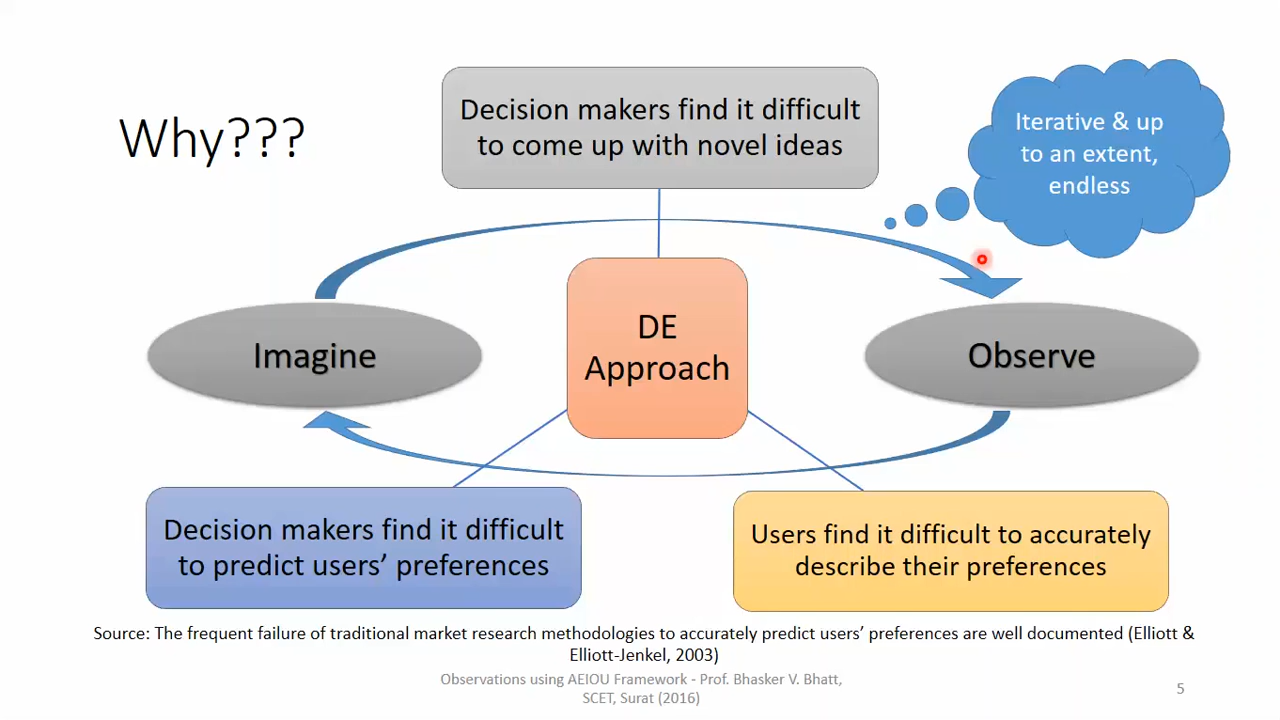 Why???
Decision makers find it difficult
to come up with novel ideas
Iterative & up
to an extent,
endless
Imagine
DE
Approach
Observe
Decision makers find it difficult
to predict users’ preferences
Users find it difficult to accurately
describe their preferences
Source: The frequent failure of traditional market research methodologies to accurately predict users’ preferences are well documented (Elliott &
Elliott-Jenkel, 2003)
Observations using AEIOU Framework - Prof. Bhasker V. Bhatt,
SCET, Surat (2016)
5